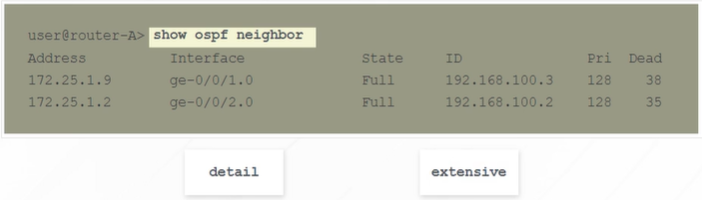 user@router-A> show ospf neighbor
Address Interface State ID Pri Dead
172.25.1.9 ge-0/0/1.0 Full 192.168.100.3 128 38
172.25.1.2 ge-0/0/2.0 Full 192.168.100.2 128 35
detail extensive